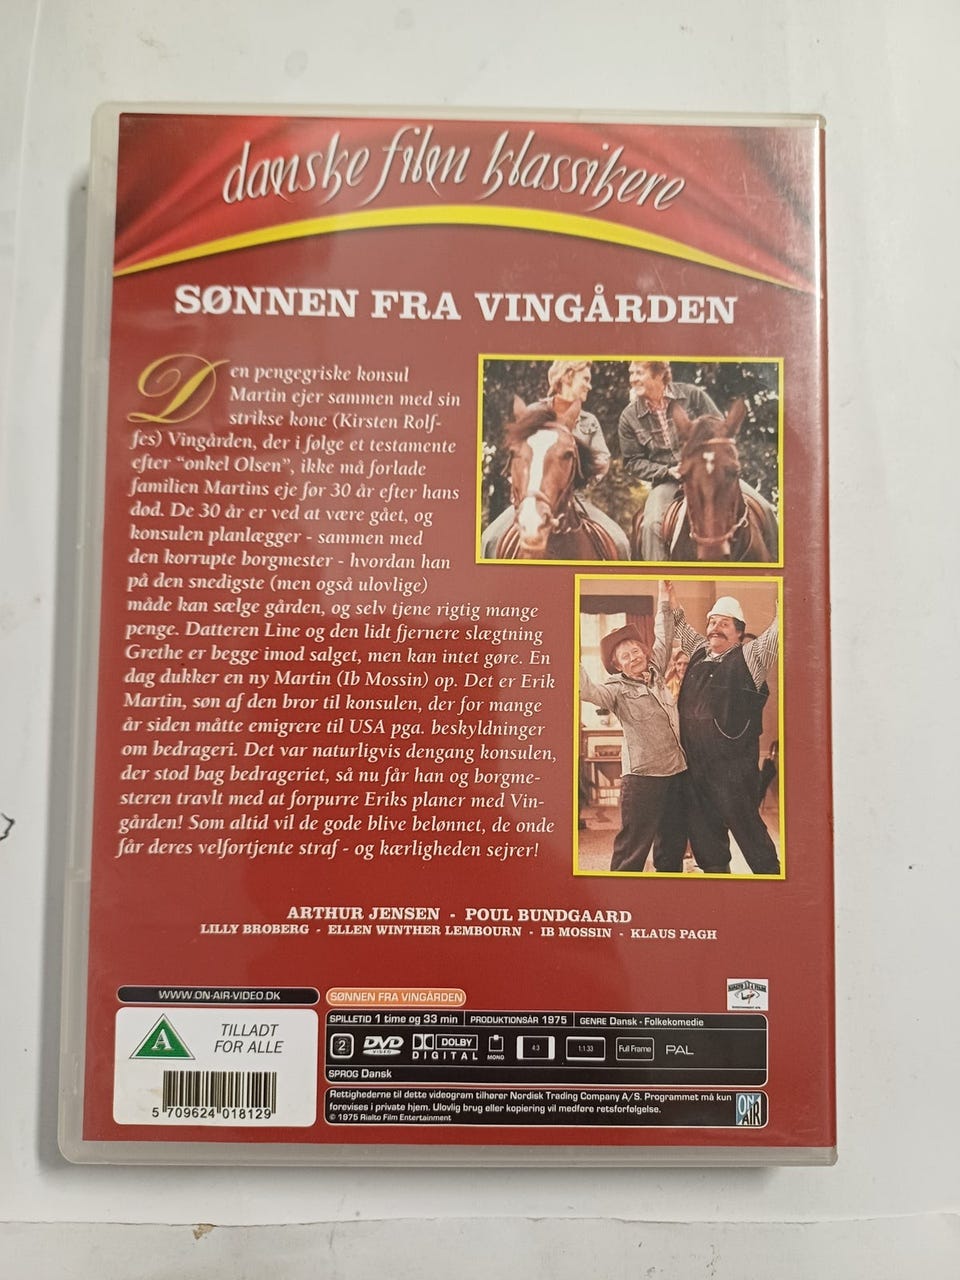 danske film klassikere
SØNNEN FRA VINGÅRDEN
Den pengegriske konsul
Martin ejer sammen med sin
strikse kone (Kirsten Rolf-
fes) Vingården, der i følge et testamente
efter "onkel Olsen", ikke må forlade
familien Martins eje før 30 år efter hans
død. De 30 år er ved at være gået, og
konsulen planlægger - sammen med
den korrupte borgmester - hvordan han
på den snedigste (men også ulovlige)
måde kan sælge gården, og selv tjene rigtig mange
penge. Datteren Line og den lidt fjernere slægtning
Grethe er begge imod salget, men kan intet gøre. En
dag dukker en ny Martin (Ib Mossin) op. Det er Erik
Martin, søn af den bror til konsulen, der for mange
år siden måtte emigrere til USA pga. beskyldninger
om bedrageri. Det var naturligvis dengang konsulen,
der stod bag bedrageriet, så nu får han og borgme-
steren travlt med at forpurre Eriks planer med Vin-
gården! Som altid vil de gode blive belønnet, de onde
får deres velfortjente straf - og kærligheden sejrer!
ARTHUR JENSEN - POUL BUNDGAARD
LILLY BROBERG - ELLEN WINTHER LEMBOURN - IB MOSSIN - KLAUS PAGH
WWW.ON-AIR-VIDEO.DK
A
TILLADT
FOR ALLE
5 709624 018129
SØNNEN FRA VINGÅRDEN
SPILLETID 1 time og 33 min PRODUKTIONSÅR 1975 GENRE Dansk - Folkekomedie
2 DVD VIDEO DOLBY DIGITAL MONO 4:3 1:1.33 Full Frame PAL
SPROG Dansk
Rettighederne til dette videogram tilhører Nordisk Trading Company A/S. Programmet må kun
forevises i private hjem. Ulovlig brug eller kopiering vil medføre retsforfølgelse.
© 1975 Rialto Film Entertainment
ON AIR